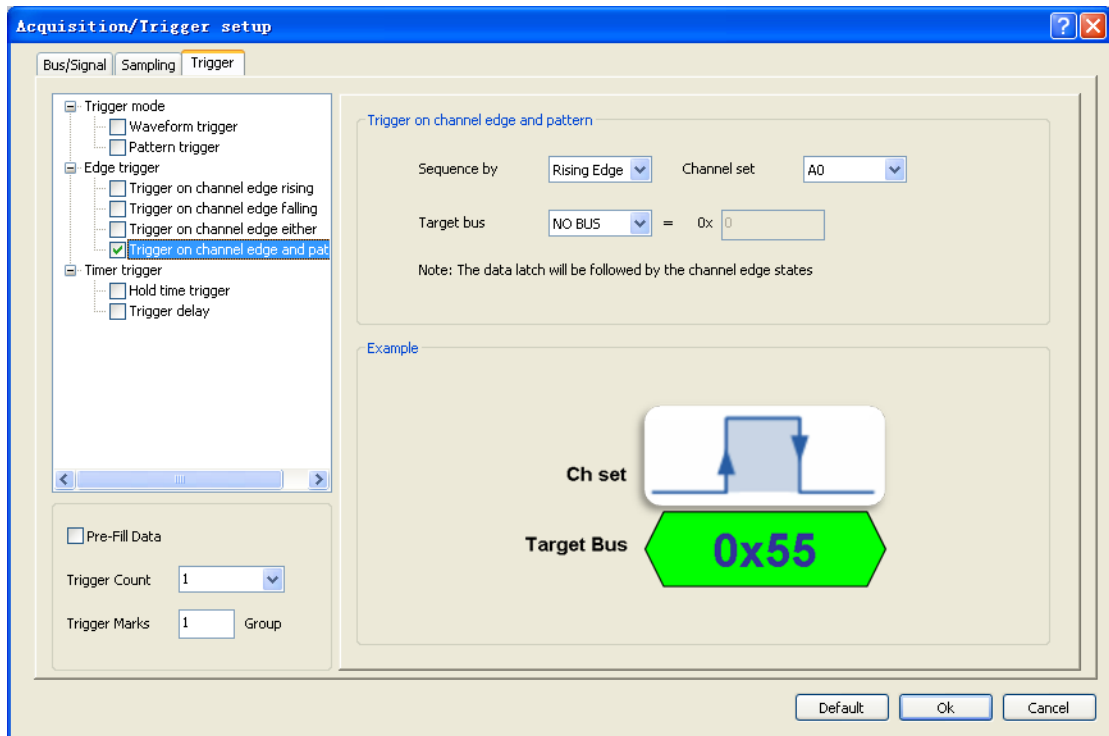 Acquisition/Trigger setup
Bus/Signal Sampling Trigger
Trigger mode
Waveform trigger
Pattern trigger
Edge trigger
Trigger on channel edge rising
Trigger on channel edge falling
Trigger on channel edge either
Trigger on channel edge and pat
Timer trigger
Hold time trigger
Trigger delay
Pre-Fill Data
Trigger Count 1
Trigger Marks 1 Group
Trigger on channel edge and pattern
Sequence by Rising Edge Channel set A0
Target bus NO BUS = 0x 0
Note: The data latch will be followed by the channel edge states
Example
Ch set
Target Bus 0x55
Default Ok Cancel